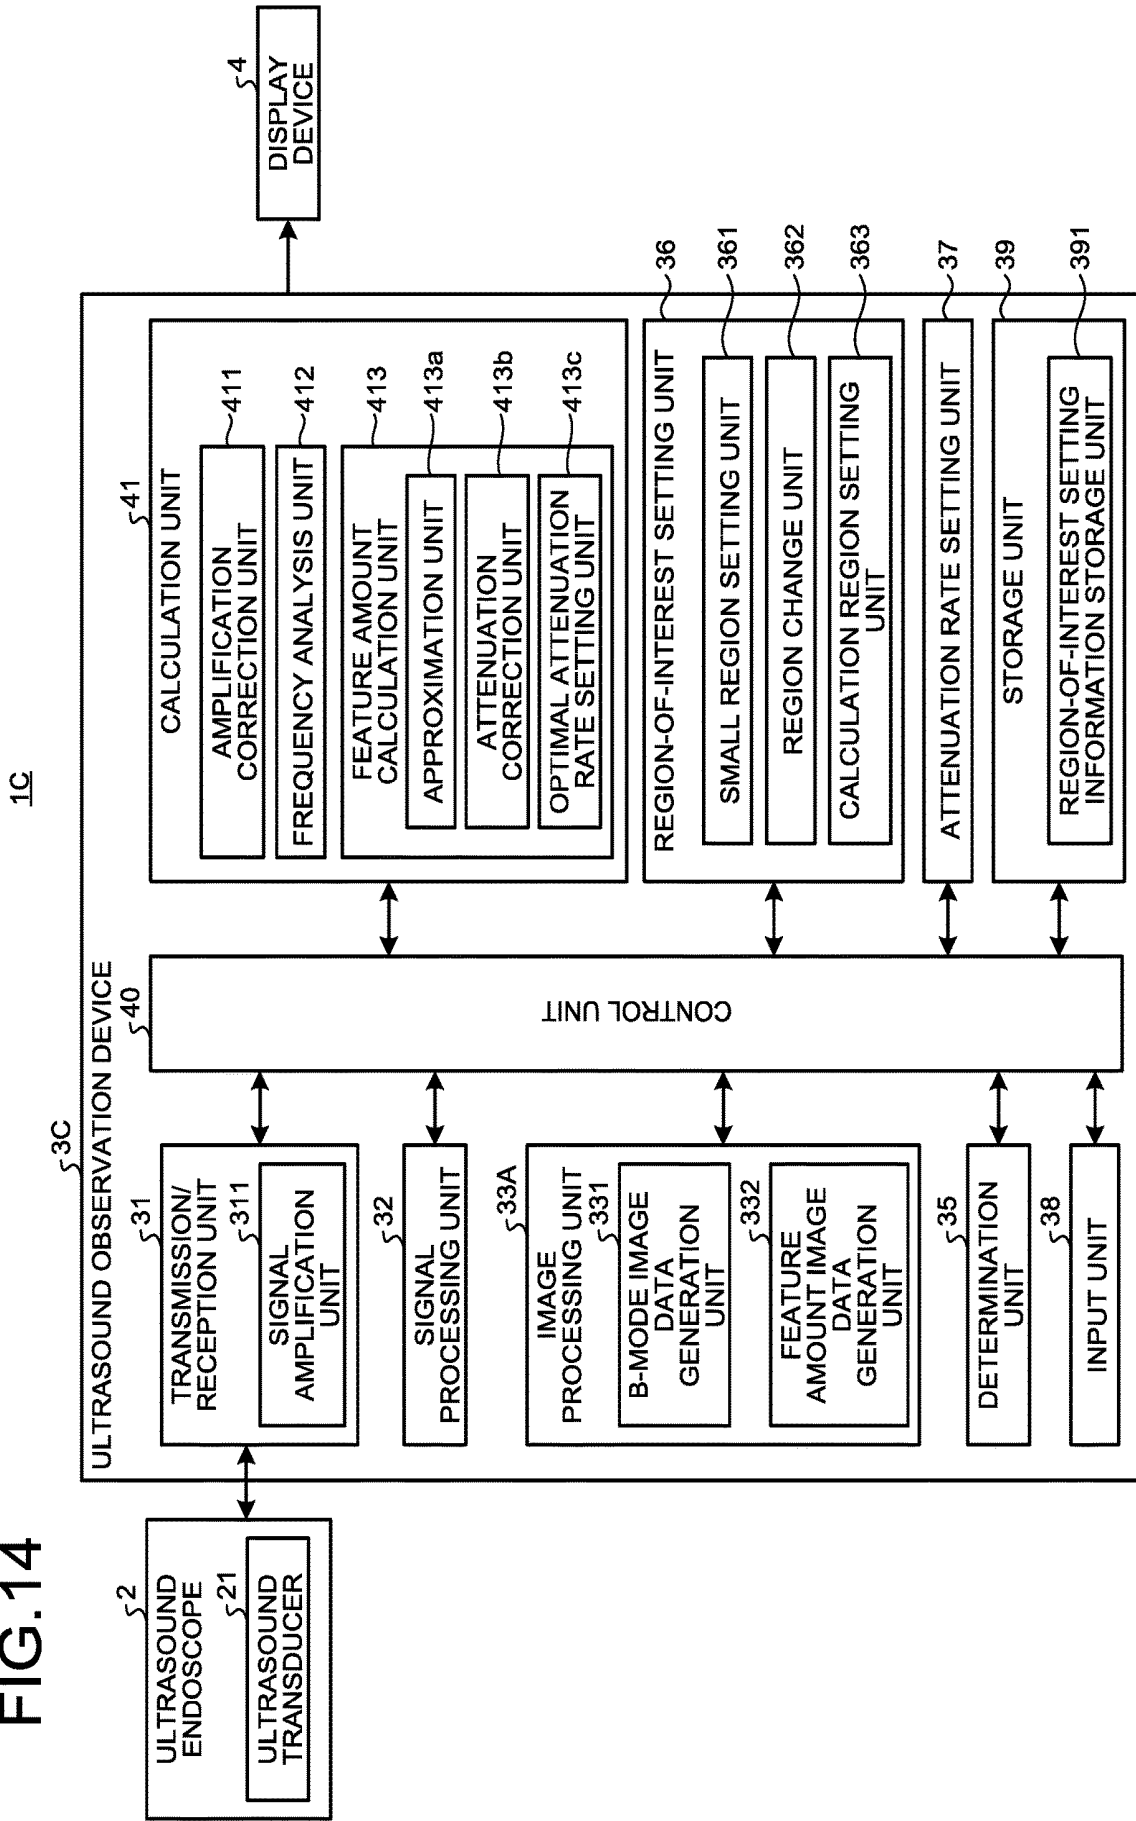 FIG.14
1C
2
ULTRASOUND
ENDOSCOPE
21
ULTRASOUND
TRANSDUCER
3C
ULTRASOUND OBSERVATION DEVICE
31
TRANSMISSION/
RECEPTION UNIT
311
SIGNAL
AMPLIFICATION
UNIT
32
SIGNAL
PROCESSING UNIT
33A
IMAGE
PROCESSING UNIT
331
B-MODE IMAGE
DATA
GENERATION
UNIT
332
FEATURE
AMOUNT IMAGE
DATA
GENERATION
UNIT
35
DETERMINATION
UNIT
38
INPUT UNIT
40
CONTROL UNIT
41
CALCULATION UNIT
411
AMPLIFICATION
CORRECTION UNIT
412
FREQUENCY ANALYSIS UNIT
413
FEATURE AMOUNT
CALCULATION UNIT
413a
APPROXIMATION UNIT
413b
ATTENUATION
CORRECTION UNIT
413c
OPTIMAL ATTENUATION
RATE SETTING UNIT
36
REGION-OF-INTEREST SETTING UNIT
361
SMALL REGION SETTING UNIT
362
REGION CHANGE UNIT
363
CALCULATION REGION SETTING
UNIT
37
ATTENUATION RATE SETTING UNIT
39
STORAGE UNIT
391
REGION-OF-INTEREST SETTING
INFORMATION STORAGE UNIT
4
DISPLAY
DEVICE